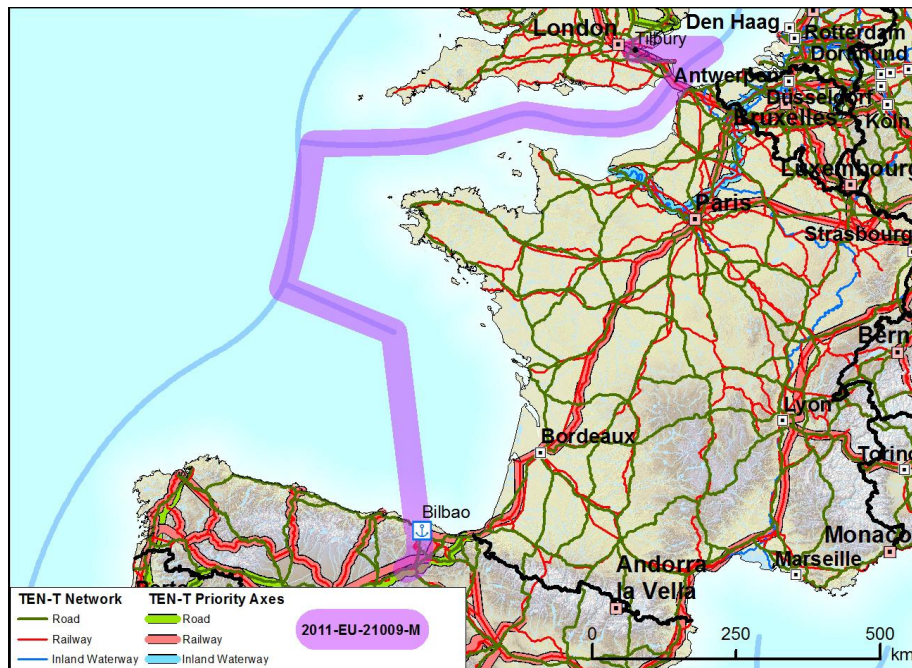 Den Haag
London
Tilbury
Rotterdam
Dortmund
Antwerpen
Düsseldorf
Bruxelles
Köln
Luxembourg
Paris
Strasbourg
Bern
Lyon
Bordeaux
Torino
Bilbao
Monaco
Marseille
Andorra
la Vella
Porto
TEN-T Network
Road
Railway
Inland Waterway
TEN-T Priority Axes
Road
Railway
Inland Waterway
2011-EU-21009-M
0 250 500
km